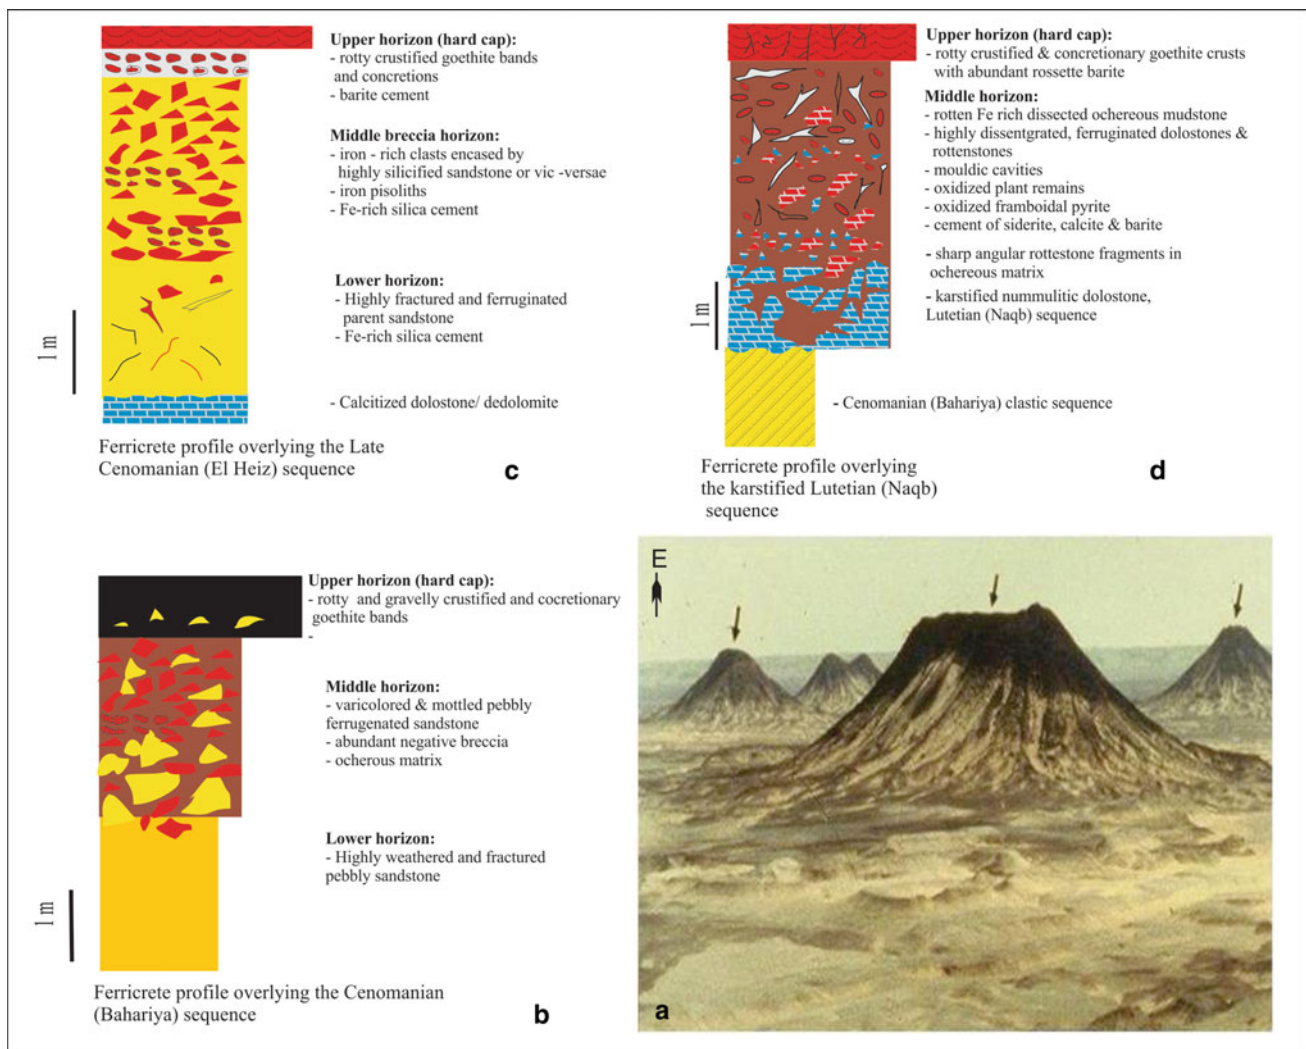 Upper horizon (hard cap):
- rotty crustified goethite bands
and concretions
- barite cement
Middle breccia horizon:
- iron - rich clasts encased by
highly silicified sandstone or vic -versae
- iron pisoliths
- Fe-rich silica cement
Lower horizon:
- Highly fractured and ferruginated
parent sandstone
- Fe-rich silica cement
1 m
- Calcitized dolostone/ dedolomite
Ferricrete profile overlying the Late
Cenomanian (El Heiz) sequence
c
Upper horizon (hard cap):
- rotty crustified & concretionary goethite crusts
with abundant rossette barite
Middle horizon:
- rotten Fe rich dissected ochereous mudstone
- highly dissentgrated, ferruginated dolostones &
rottenstones
- mouldic cavities
- oxidized plant remains
- oxidized framboidal pyrite
- cement of siderite, calcite & barite
- sharp angular rottestone fragments in
ochereous matrix
- karstified nummulitic dolostone,
Lutetian (Naqb) sequence
1 m
- Cenomanian (Bahariya) clastic sequence
Ferricrete profile overlying
the karstified Lutetian (Naqb)
sequence
d
Upper horizon (hard cap):
- rotty and gravelly crustified and cocretionary
goethite bands
-
Middle horizon:
- varicolored & mottled pebbly
ferrugenated sandstone
- abundant negative breccia
- ocherous matrix
Lower horizon:
- Highly weathered and fractured
pebbly sandstone
1 m
Ferricrete profile overlying the Cenomanian
(Bahariya) sequence
b
E
a